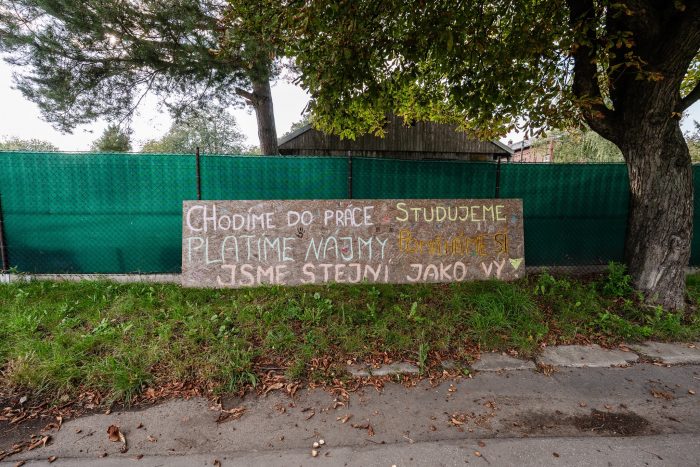 CHODÍME DO PRÁCE STUDUJEME
PLATÍME NÁJMY POMÁHÁME SI
JSME STEJNÍ JAKO VY